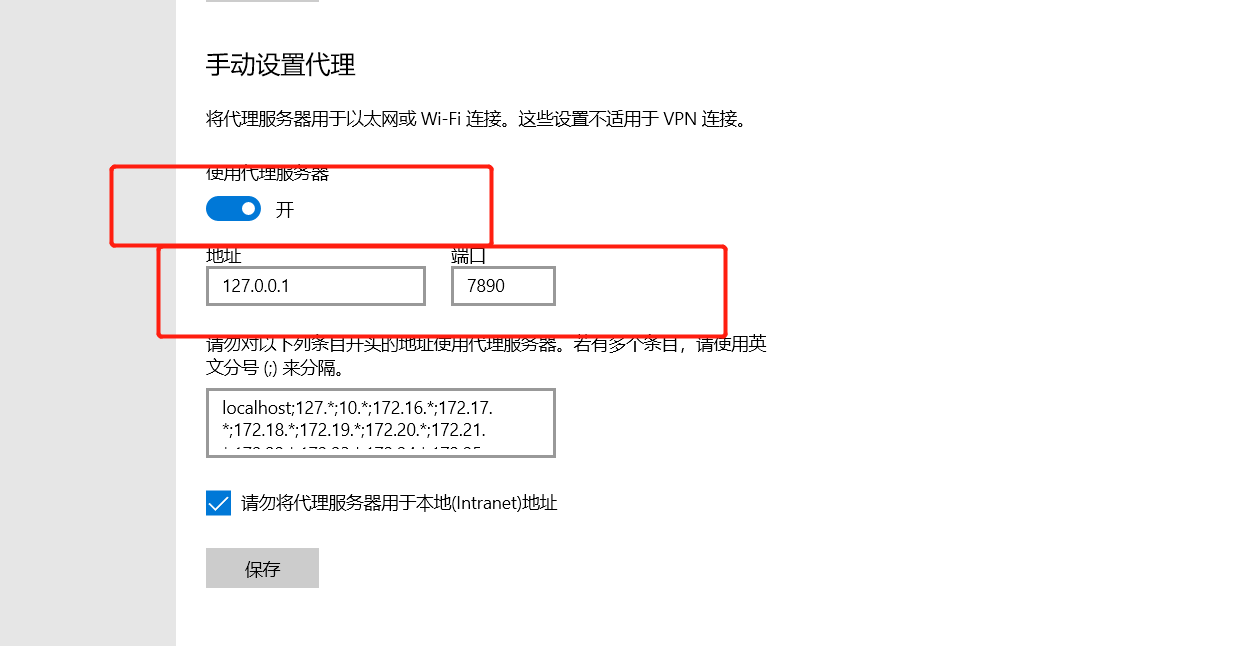 手动设置代理
将代理服务器用于以太网或 Wi-Fi 连接。这些设置不适用于 VPN 连接。
使用代理服务器
开
地址 端口
127.0.0.1 7890
请勿对以下列条目开头的地址使用代理服务器。若有多个条目，请使用英
文分号 (;) 来分隔。
localhost;127.*;10.*;172.16.*;172.17.
*;172.18.*;172.19.*;172.20.*;172.21.
请勿将代理服务器用于本地(Intranet)地址
保存